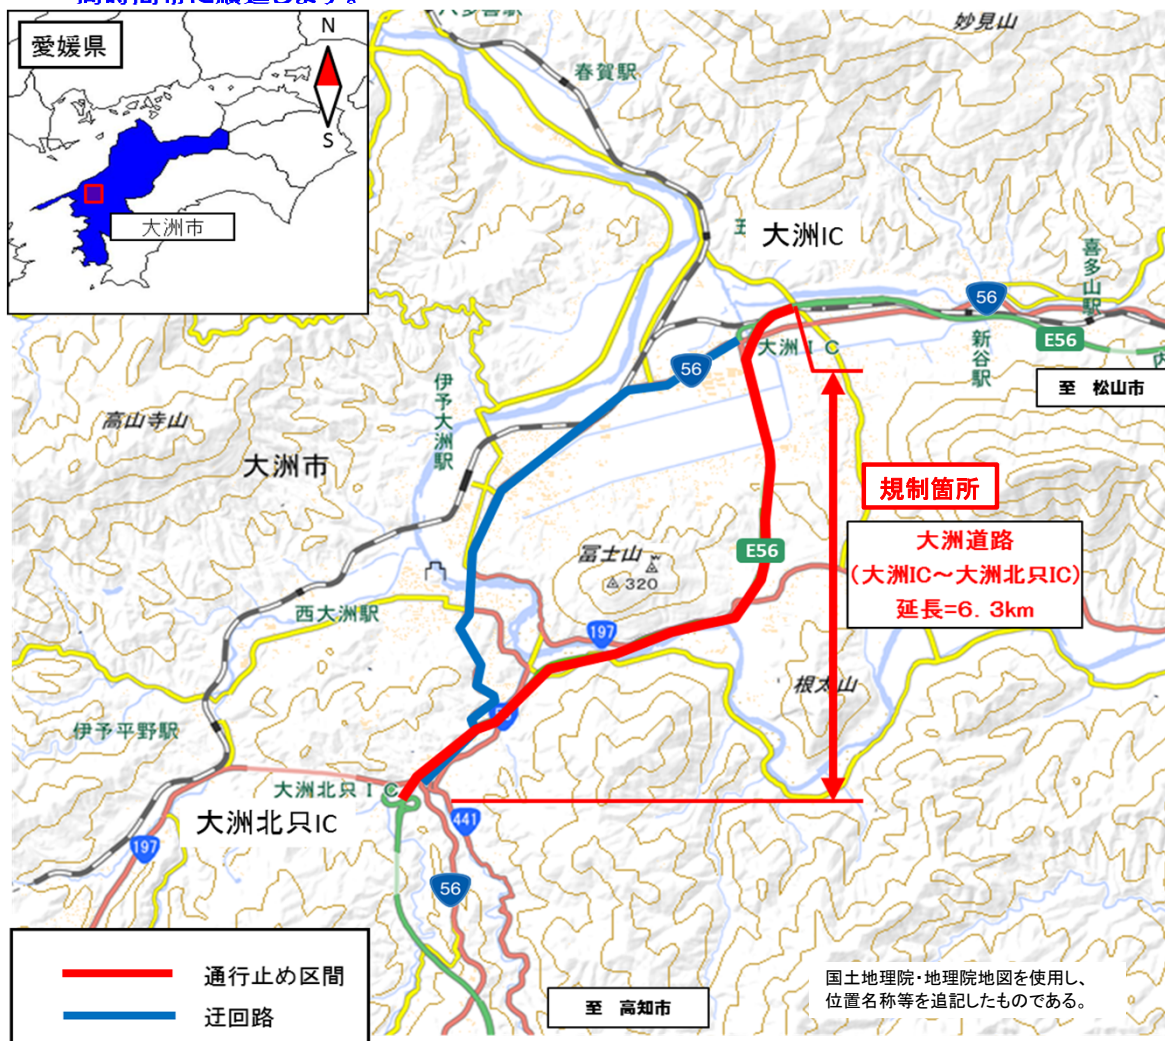 愛媛県
N
S
大洲市
春賀駅
妙見山
大洲IC
喜多山駅
56
E56
新谷駅
大洲ＩＣ
至 松山市
56
伊予大洲駅
高山寺山
大洲市
規制箇所
大洲道路
(大洲IC～大洲北只IC)
延長=6．3km
E56
冨士山
320
西大洲駅
197
根太山
伊予平野駅
大洲北只ＩＣ
大洲北只IC
441
197
56
通行止め区間
迂回路
至 高知市
国土地理院・地理院地図を使用し、
位置名称等を追記したものである。